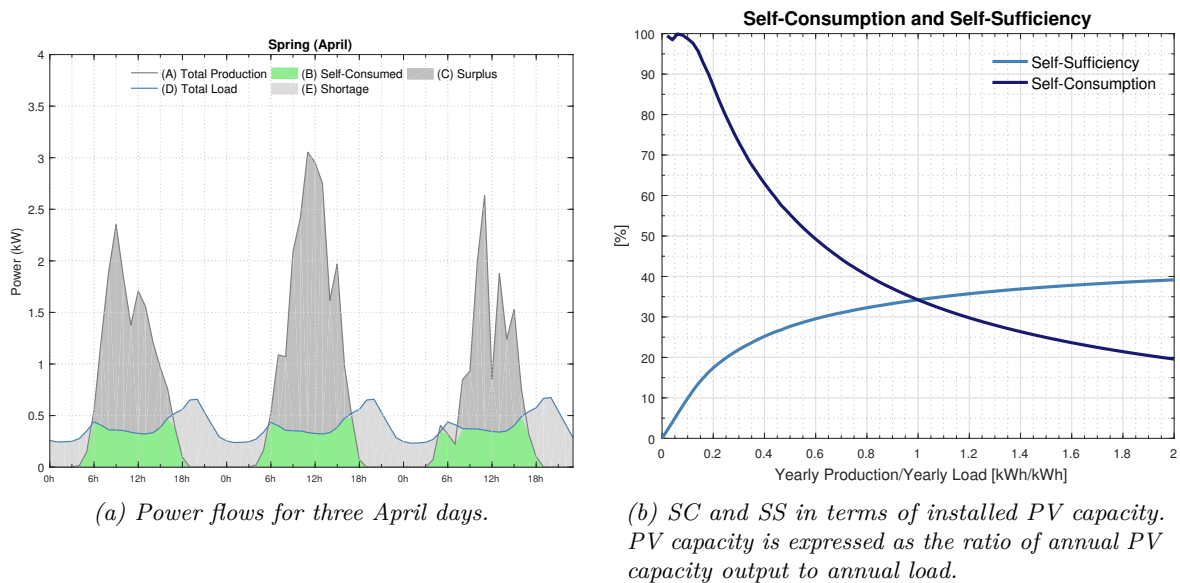 Spring (April)
4
3.5
3
2.5
2
1.5
1
0.5
0
Power (kW)
(A) Total Production (B) Self-Consumed (C) Surplus
(D) Total Load (E) Shortage
0h 6h 12h 18h 0h 6h 12h 18h 0h 6h 12h 18h
(a) Power flows for three April days.
Self-Consumption and Self-Sufficiency
100
90
80
70
60
50
40
30
20
10
0
[%]
Self-Sufficiency
Self-Consumption
0 0.2 0.4 0.6 0.8 1 1.2 1.4 1.6 1.8 2
Yearly Production/Yearly Load [kWh/kWh]
(b) SC and SS in terms of installed PV capacity.
PV capacity is expressed as the ratio of annual PV
capacity output to annual load.